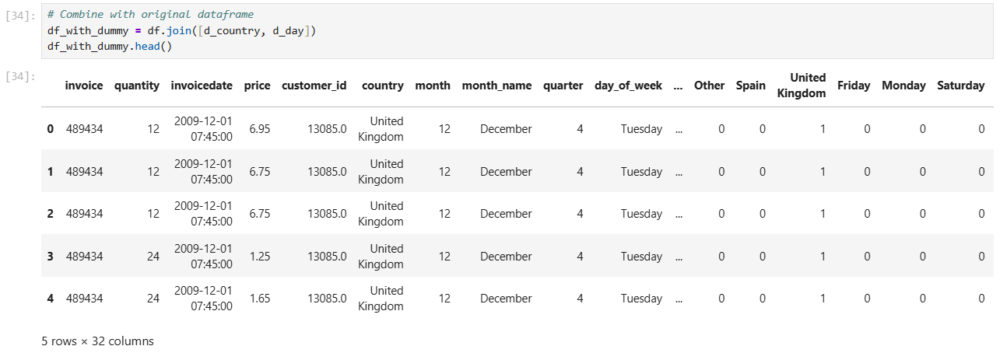 [34]: # Combine with original dataframe
df_with_dummy = df.join([d_country, d_day])
df_with_dummy.head()
[34]:
invoice quantity invoicedate price customer_id country month month_name quarter day_of_week ... Other Spain United Kingdom Friday Monday Saturday
0 489434 12 2009-12-01 07:45:00 6.95 13085.0 United Kingdom 12 December 4 Tuesday ... 0 0 1 0 0 0
1 489434 12 2009-12-01 07:45:00 6.75 13085.0 United Kingdom 12 December 4 Tuesday ... 0 0 1 0 0 0
2 489434 12 2009-12-01 07:45:00 6.75 13085.0 United Kingdom 12 December 4 Tuesday ... 0 0 1 0 0 0
3 489434 24 2009-12-01 07:45:00 1.25 13085.0 United Kingdom 12 December 4 Tuesday ... 0 0 1 0 0 0
4 489434 24 2009-12-01 07:45:00 1.65 13085.0 United Kingdom 12 December 4 Tuesday ... 0 0 1 0 0 0
5 rows × 32 columns